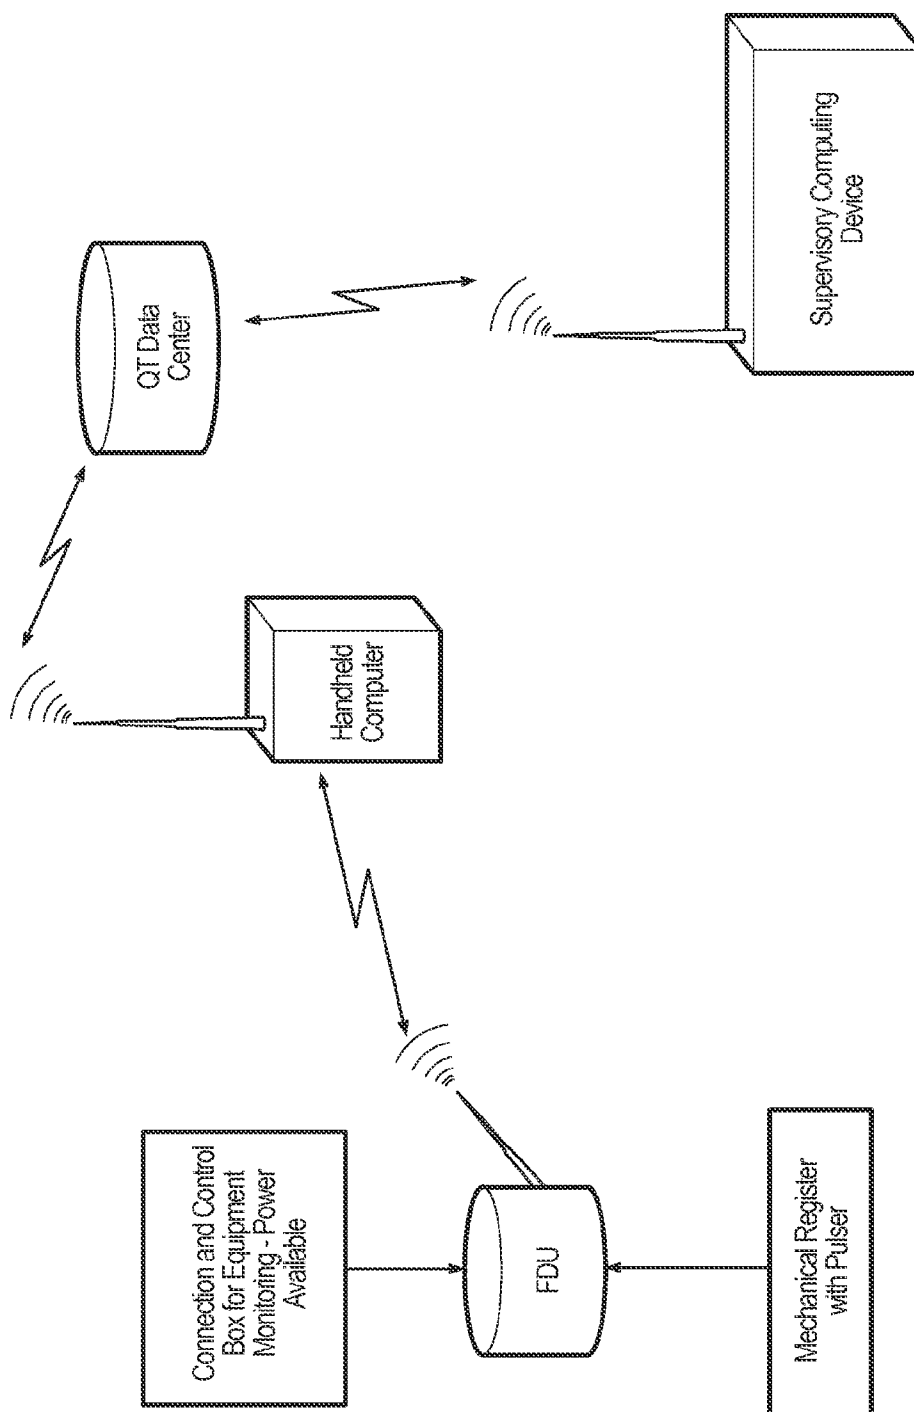 Connection and Control
Box for Equipment
Monitoring - Power
Available
FDU
Mechanical Register
with Pulser
Handheld
Computer
QT Data
Center
Supervisory Computing
Device